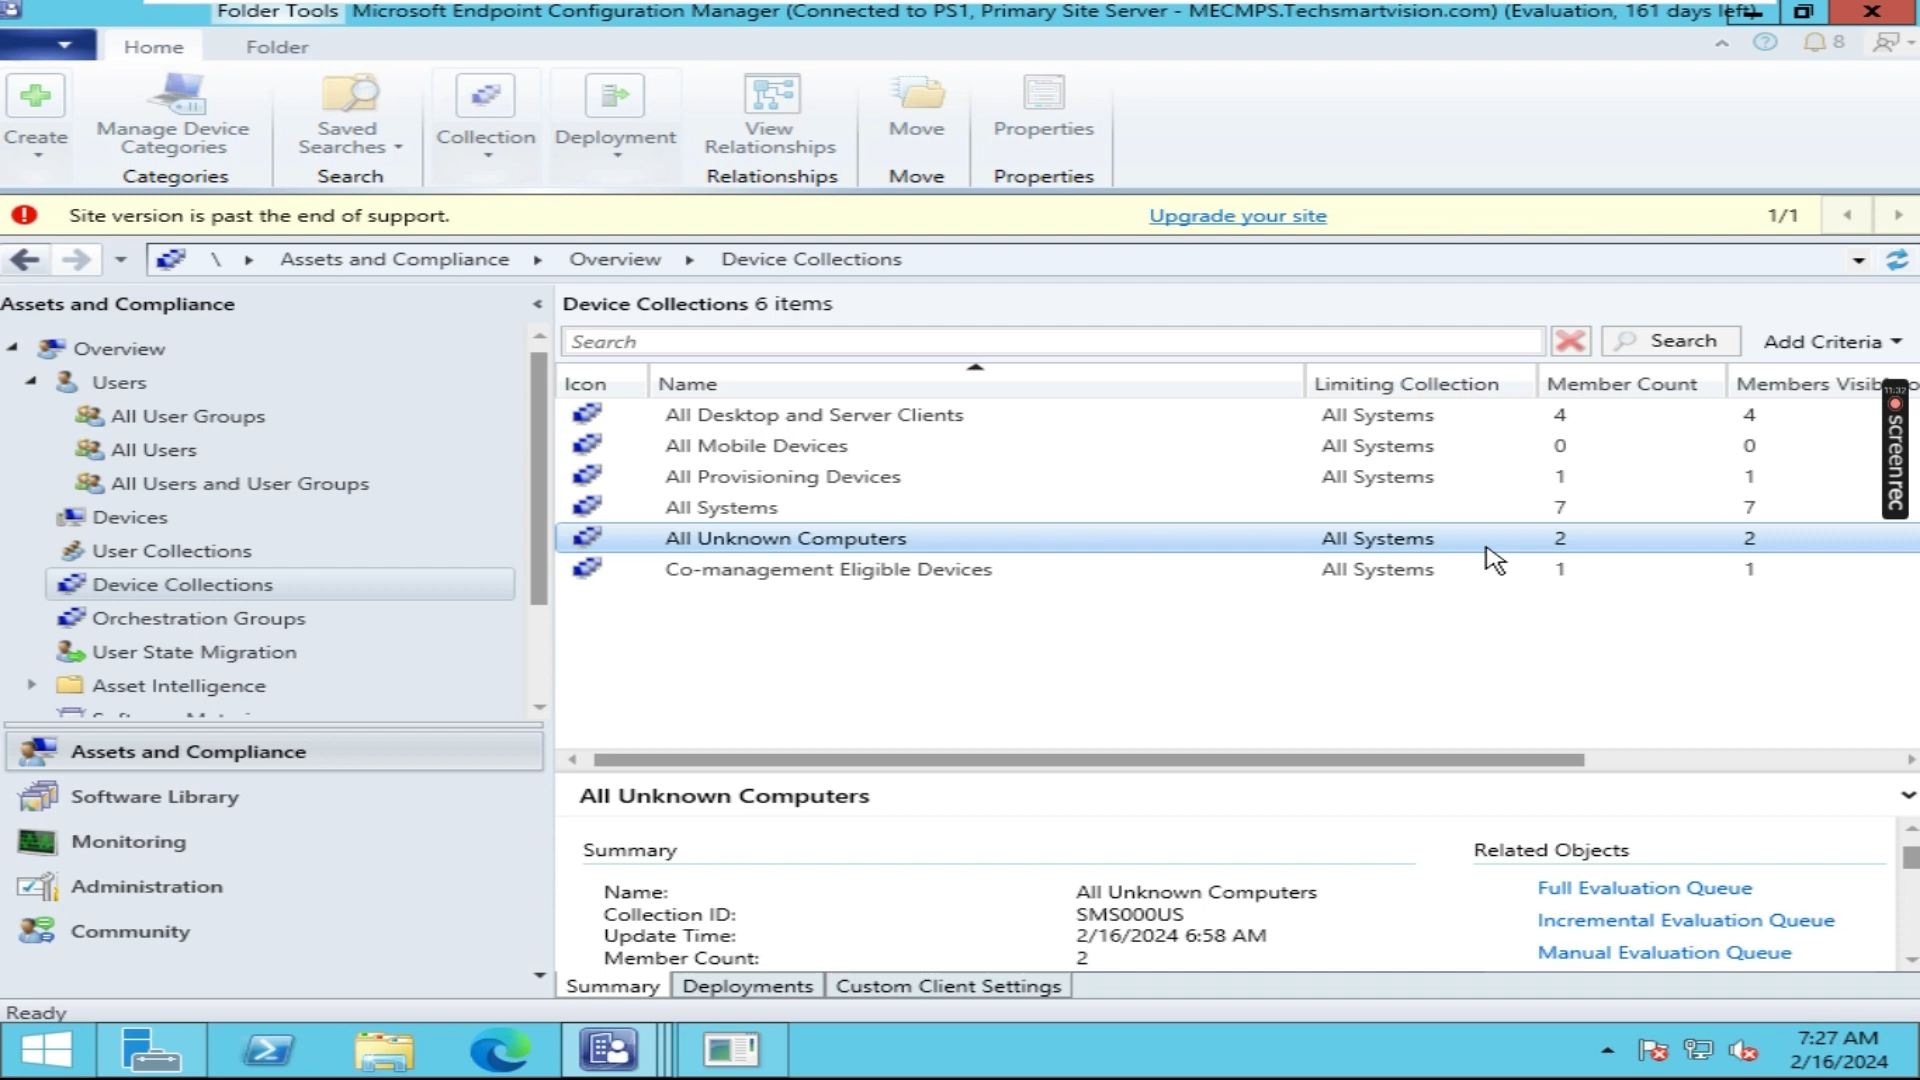 Folder Tools Microsoft Endpoint Configuration Manager (Connected to PS1, Primary Site Server - MECMPS.Techsmartvision.com) (Evaluation, 161 days left)
Home Folder
8
Create
Manage Device Categories
Saved Searches
Collection
Deployment
View Relationships
Move
Properties
Categories Search Relationships Move Properties
Site version is past the end of support. Upgrade your site 1/1
\ Assets and Compliance Overview Device Collections
Assets and Compliance
Overview
Users
All User Groups
All Users
All Users and User Groups
Devices
User Collections
Device Collections
Orchestration Groups
User State Migration
Asset Intelligence
Assets and Compliance
Software Library
Monitoring
Administration
Community
Device Collections 6 items
Search Search Add Criteria
Icon Name Limiting Collection Member Count Members
All Desktop and Server Clients All Systems 4 4
All Mobile Devices All Systems 0 0
All Provisioning Devices All Systems 1 1
All Systems 7 7
All Unknown Computers All Systems 2 2
Co-management Eligible Devices All Systems 1 1
11:32
screenrec
All Unknown Computers
Summary
Name: All Unknown Computers
Collection ID: SMS000US
Update Time: 2/16/2024 6:58 AM
Member Count: 2
Related Objects
Full Evaluation Queue
Incremental Evaluation Queue
Manual Evaluation Queue
Summary Deployments Custom Client Settings
Ready
7:27 AM
2/16/2024